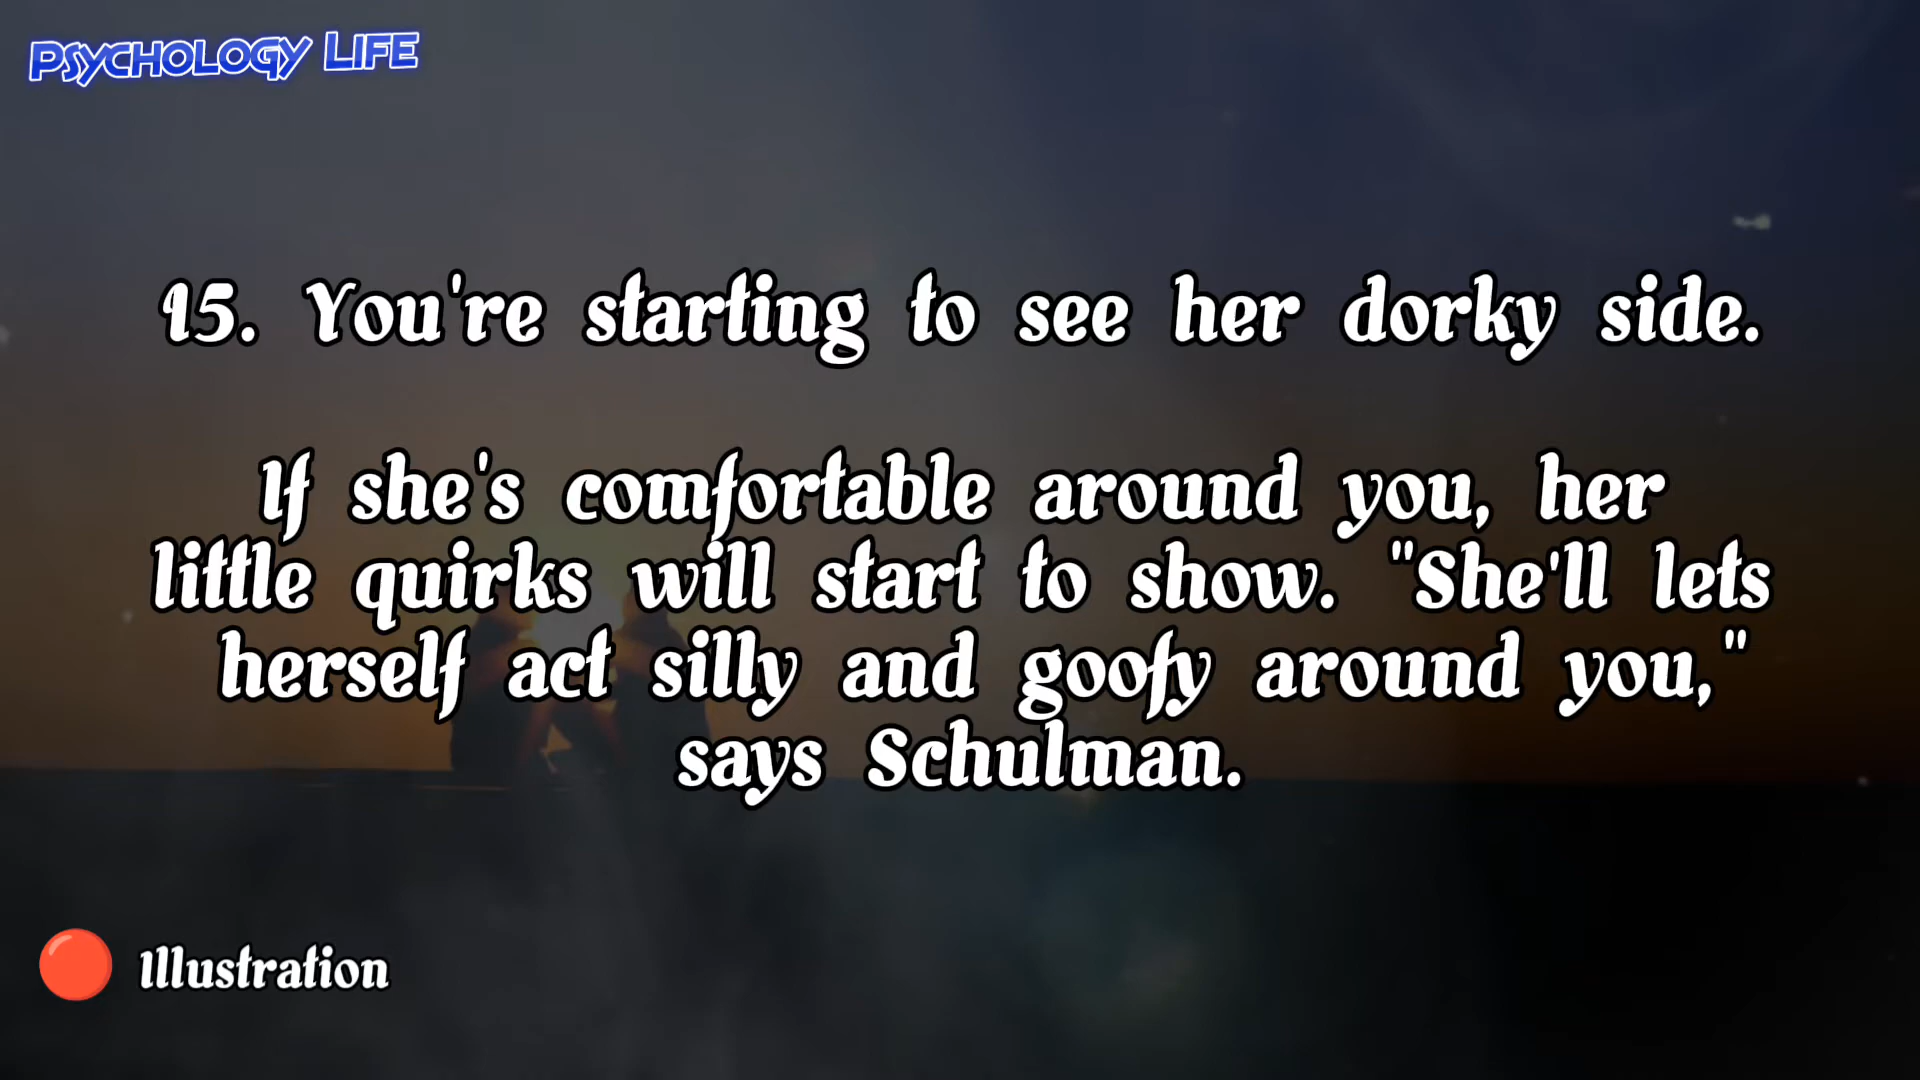 PSYCHOLOGY LIFE
15. You're starting to see her dorky side.
If she's comfortable around you, her
little quirks will start to show. "She'll lets
herself act silly and goofy around you,"
says Schulman.
Illustration